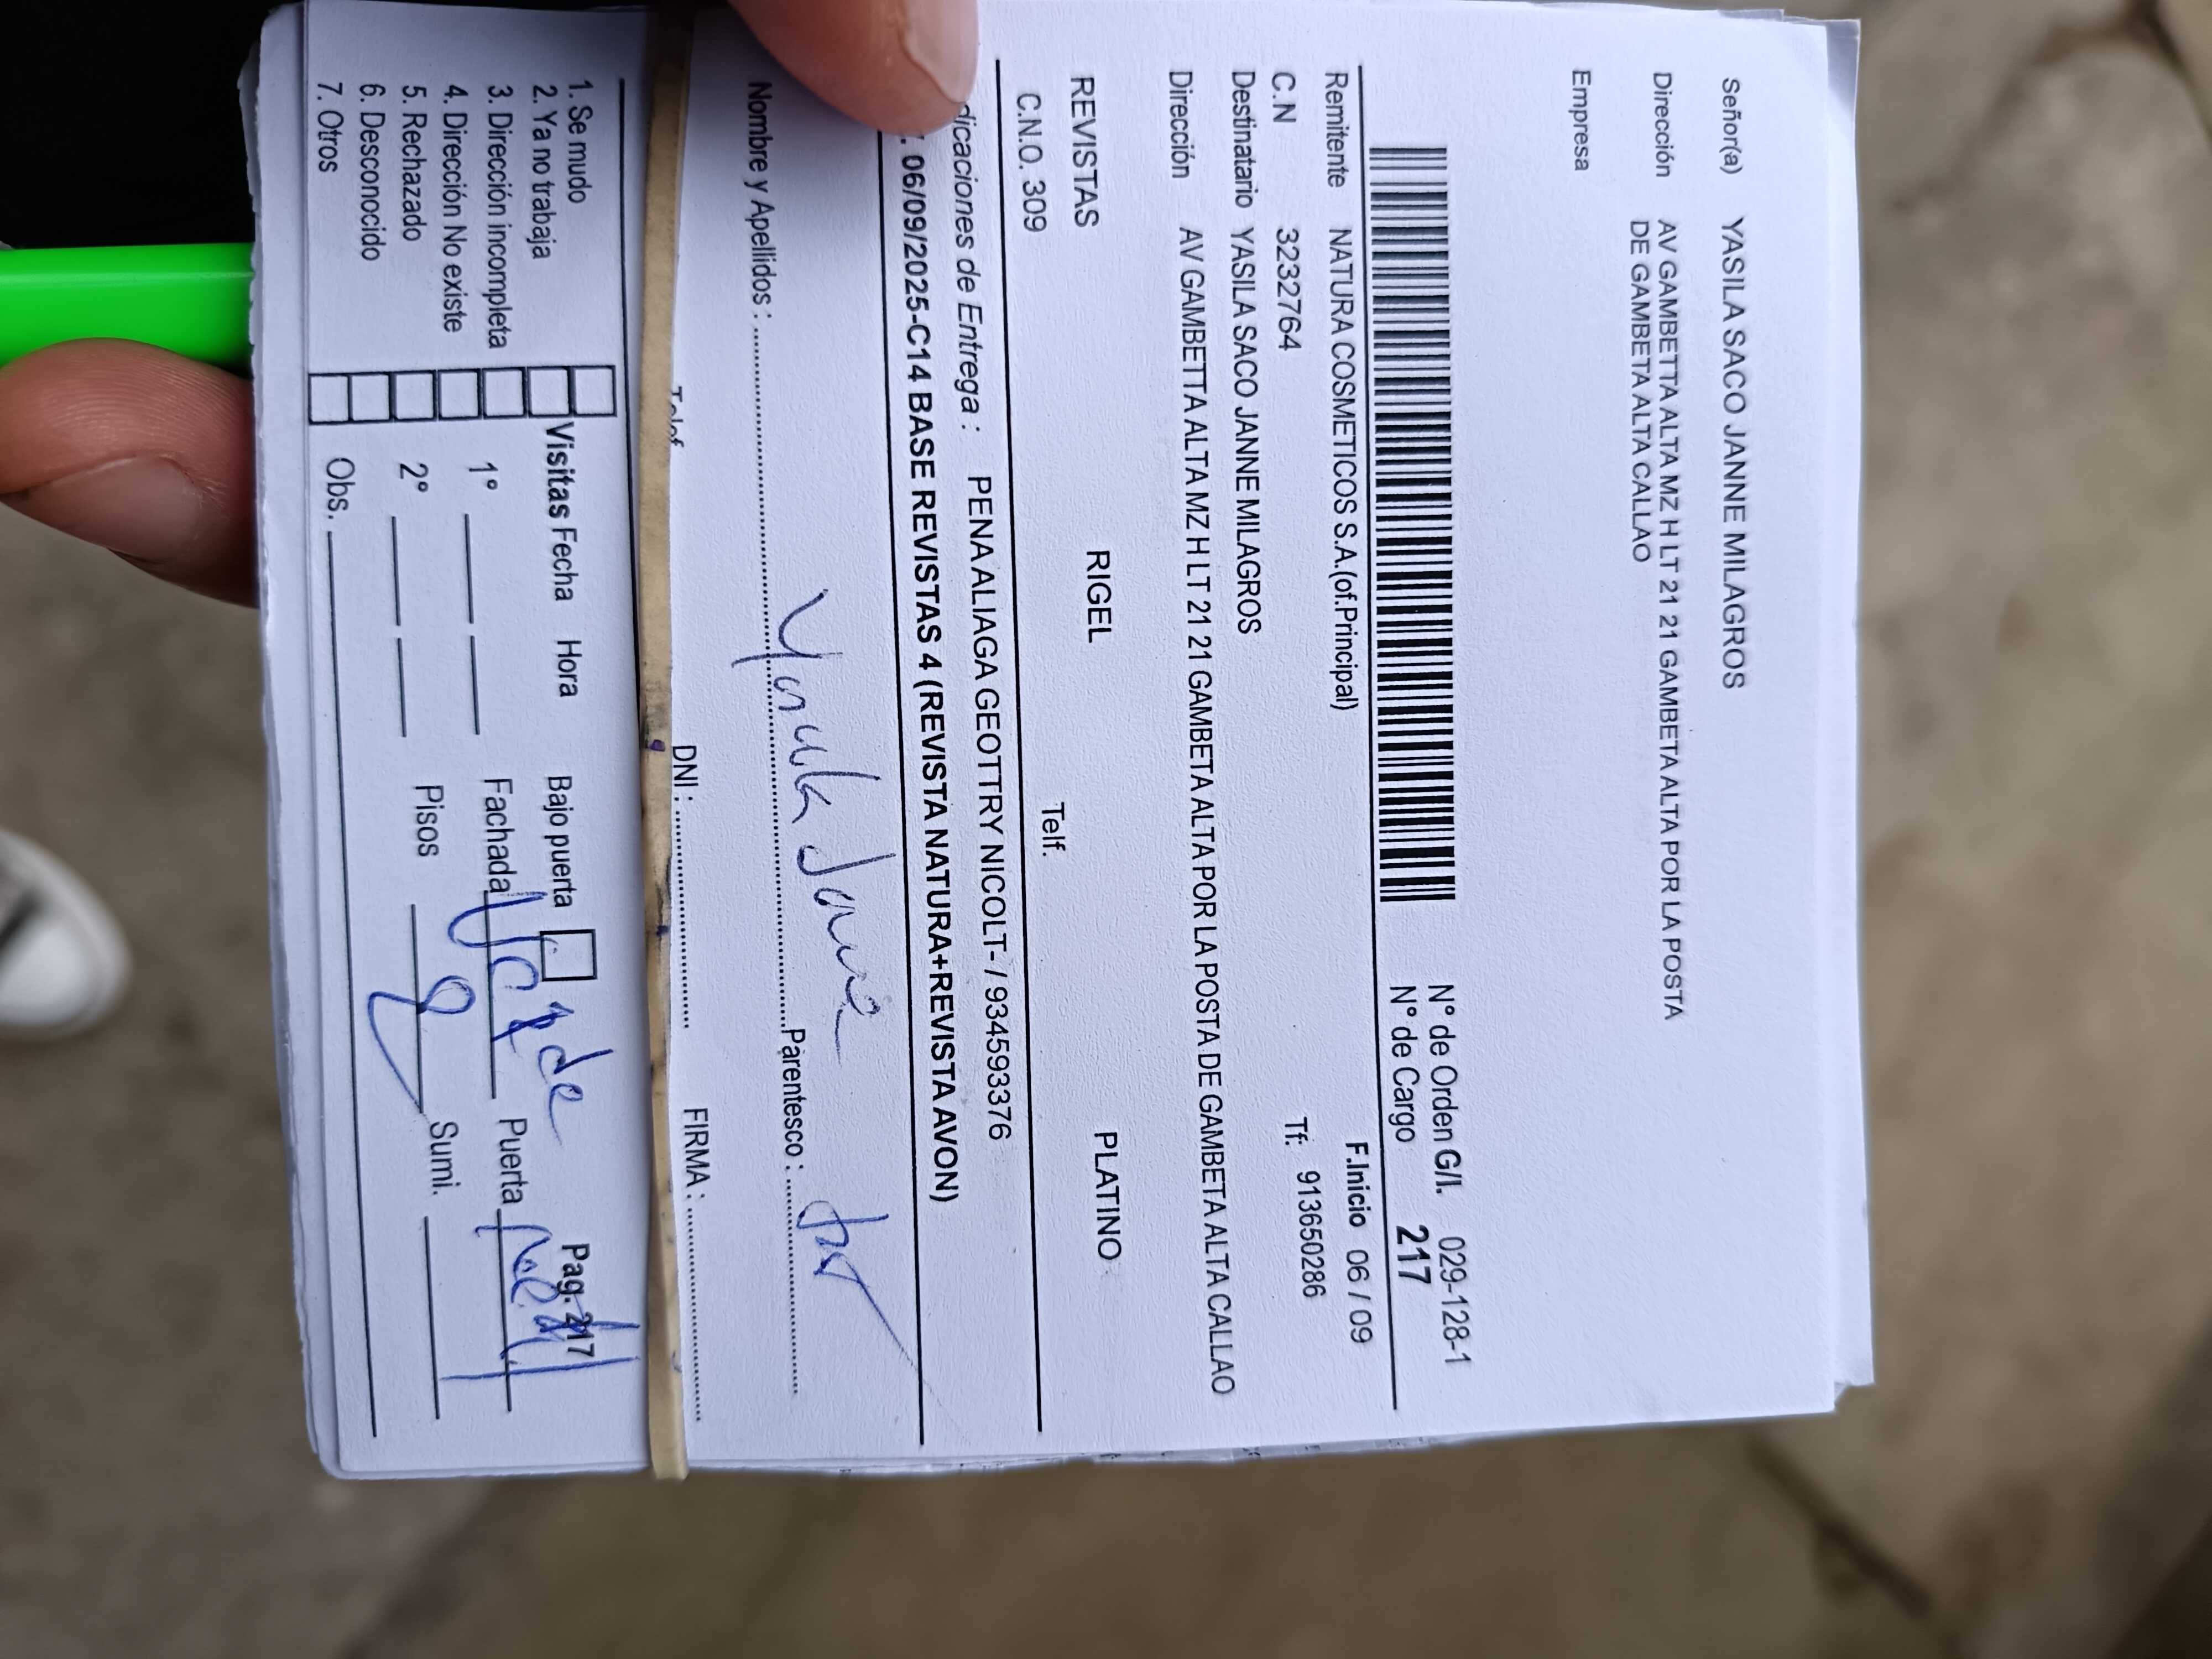 Señor(a) YASILA SACO JANNE MILAGROS
Dirección AV GAMBETTA ALTA MZ H LT 21 21 GAMBETA ALTA POR LA POSTA
DE GAMBETA ALTA CALLAO
Empresa
N° de Orden G/I. 029-128-1
N° de Cargo 217
Remitente NATURA COSMETICOS S.A.(of.Principal) F.Inicio 06 / 09
C.N 3232764 Tf: 913650286
Destinatario YASILA SACO JANNE MILAGROS
Dirección AV GAMBETTA ALTA MZ H LT 21 21 GAMBETA ALTA POR LA POSTA DE GAMBETA ALTA CALLAO
REVISTAS RIGEL PLATINO
C.N.O. 309 Telf.
dicaciones de Entrega : PENA ALIAGA GEOTTRY NICOLT- / 934593376
. 06/09/2025-C14 BASE REVISTAS 4 (REVISTA NATURA+REVISTA AVON)
Nombre y Apellidos : Parentesco :
Telef DNI : FIRMA :
1. Se mudo
2. Ya no trabaja Visitas Fecha Hora Bajo puerta Pag. 217
3. Dirección incompleta 1° Fachada Puerta
4. Dirección No existe
5. Rechazado 2° Pisos Sumi.
6. Desconocido
7. Otros Obs.